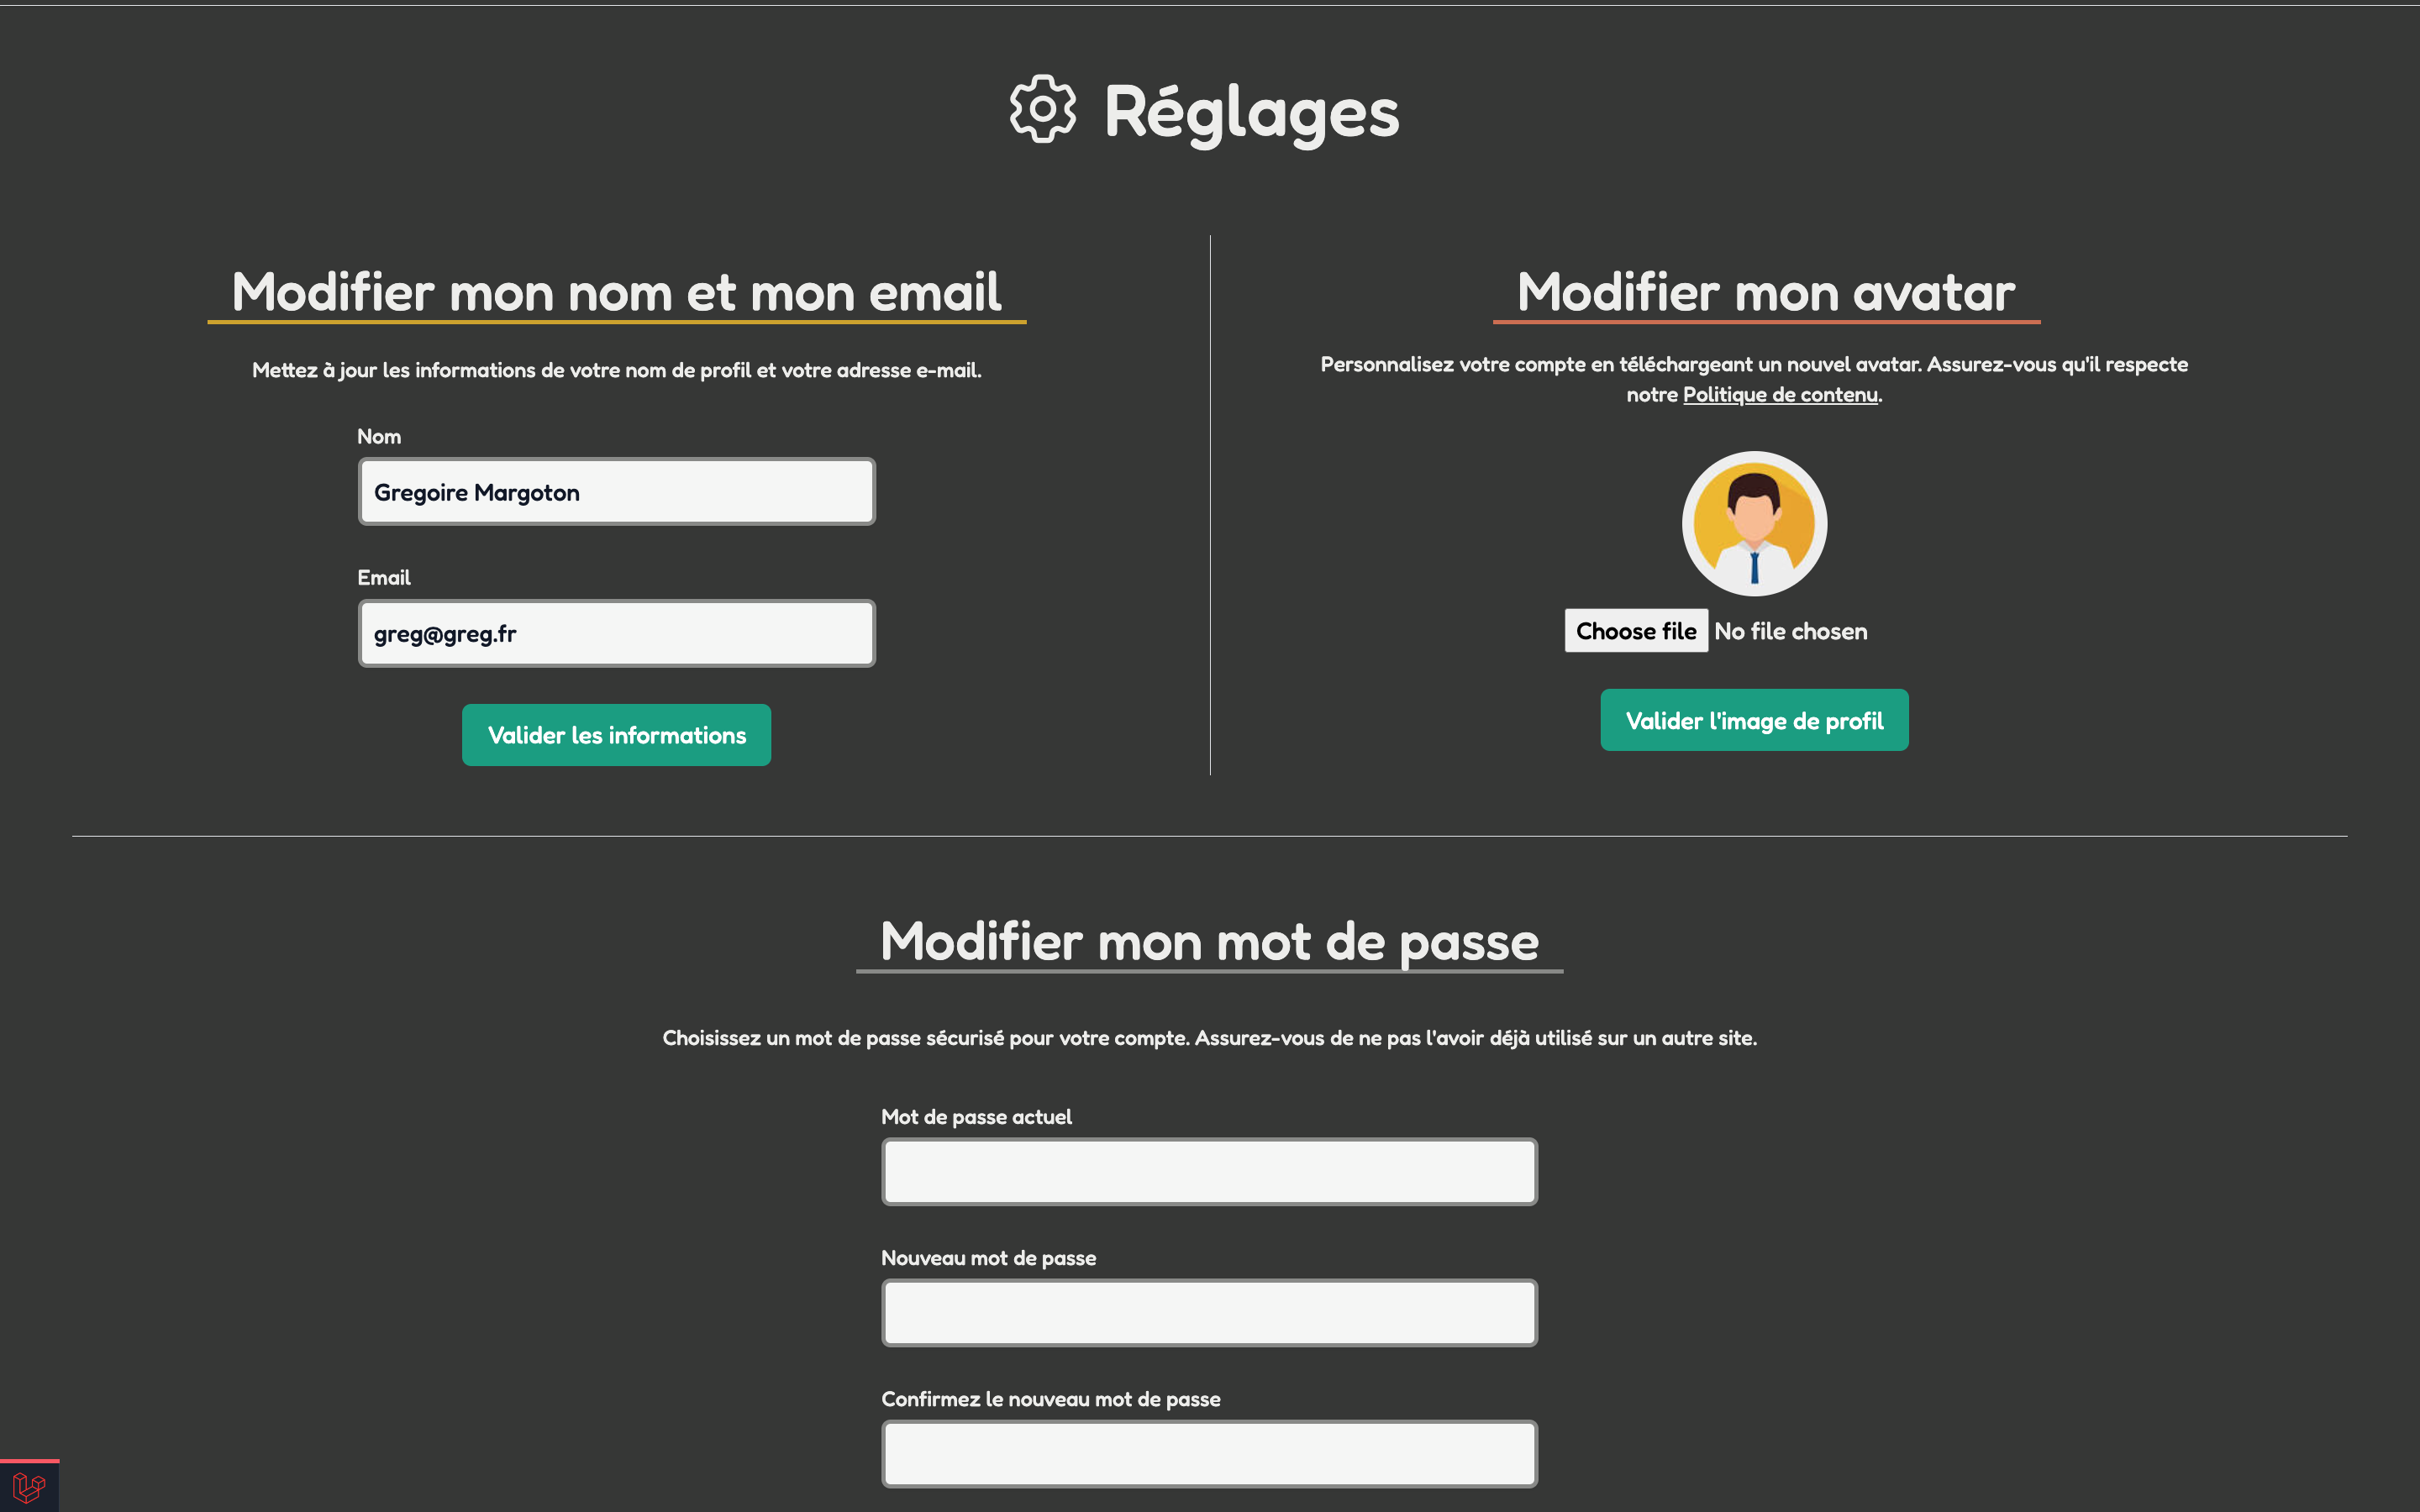 Réglages
Modifier mon nom et mon email
Mettez à jour les informations de votre nom de profil et votre adresse e-mail.
Nom
Gregoire Margoton
Email
greg@greg.fr
Valider les informations
Modifier mon avatar
Personnalisez votre compte en téléchargeant un nouvel avatar. Assurez-vous qu'il respecte
notre Politique de contenu.
Choose file No file chosen
Valider l'image de profil
Modifier mon mot de passe
Choisissez un mot de passe sécurisé pour votre compte. Assurez-vous de ne pas l'avoir déjà utilisé sur un autre site.
Mot de passe actuel
Nouveau mot de passe
Confirmez le nouveau mot de passe